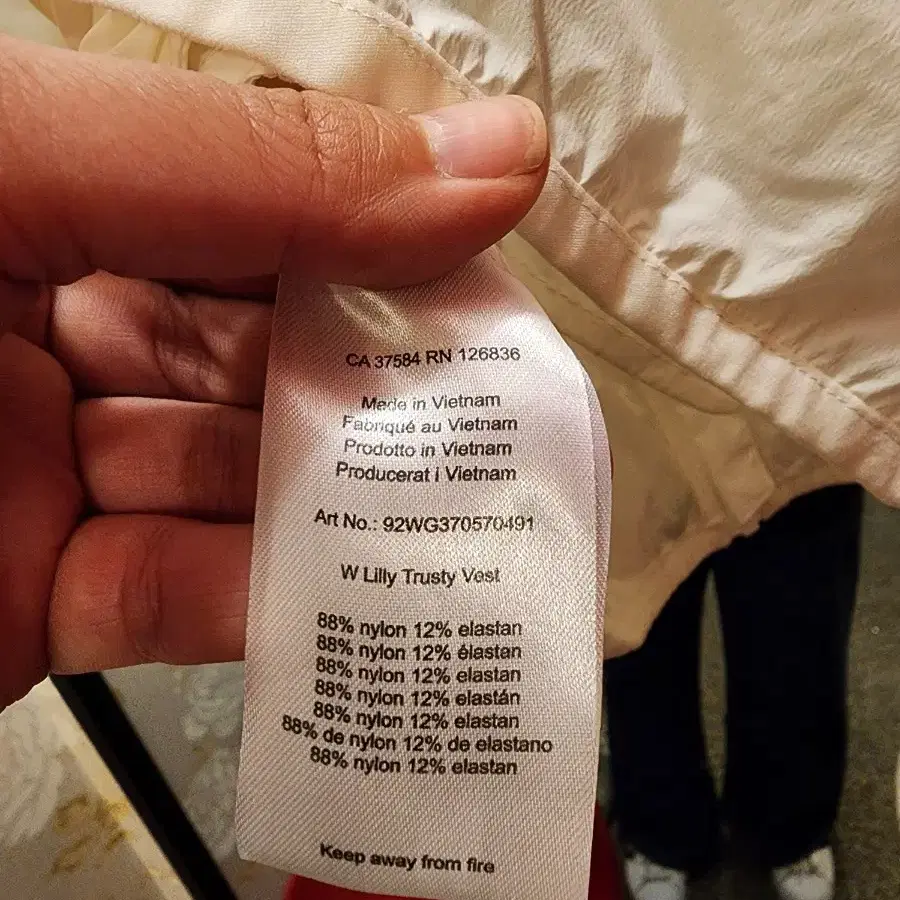 CA 37584 RN 126836
Made in Vietnam
Fabriqué au Vietnam
Prodotto in Vietnam
Producerat i Vietnam
Art No.: 92WG370570491
W Lilly Trusty Vest
88% nylon 12% elastan
88% nylon 12% élastan
88% nylon 12% elastan
88% nylon 12% elastán
88% nylon 12% elastan
88% de nylon 12% de elastano
88% nylon 12% elastan
Keep away from fire